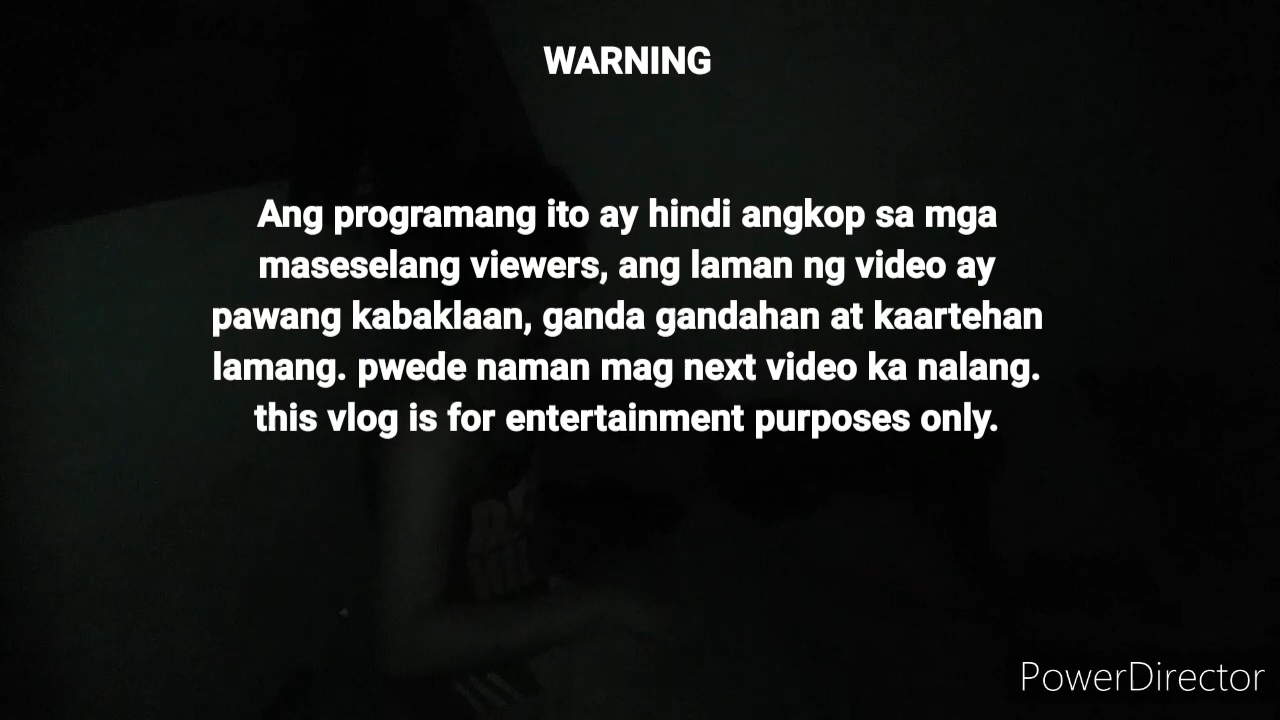 WARNING
Ang programang ito ay hindi angkop sa mga
maseselang viewers, ang laman ng video ay
pawang kabaklaan, ganda gandahan at kaartehan
lamang. pwede naman mag next video ka nalang.
this vlog is for entertainment purposes only.
PowerDirector